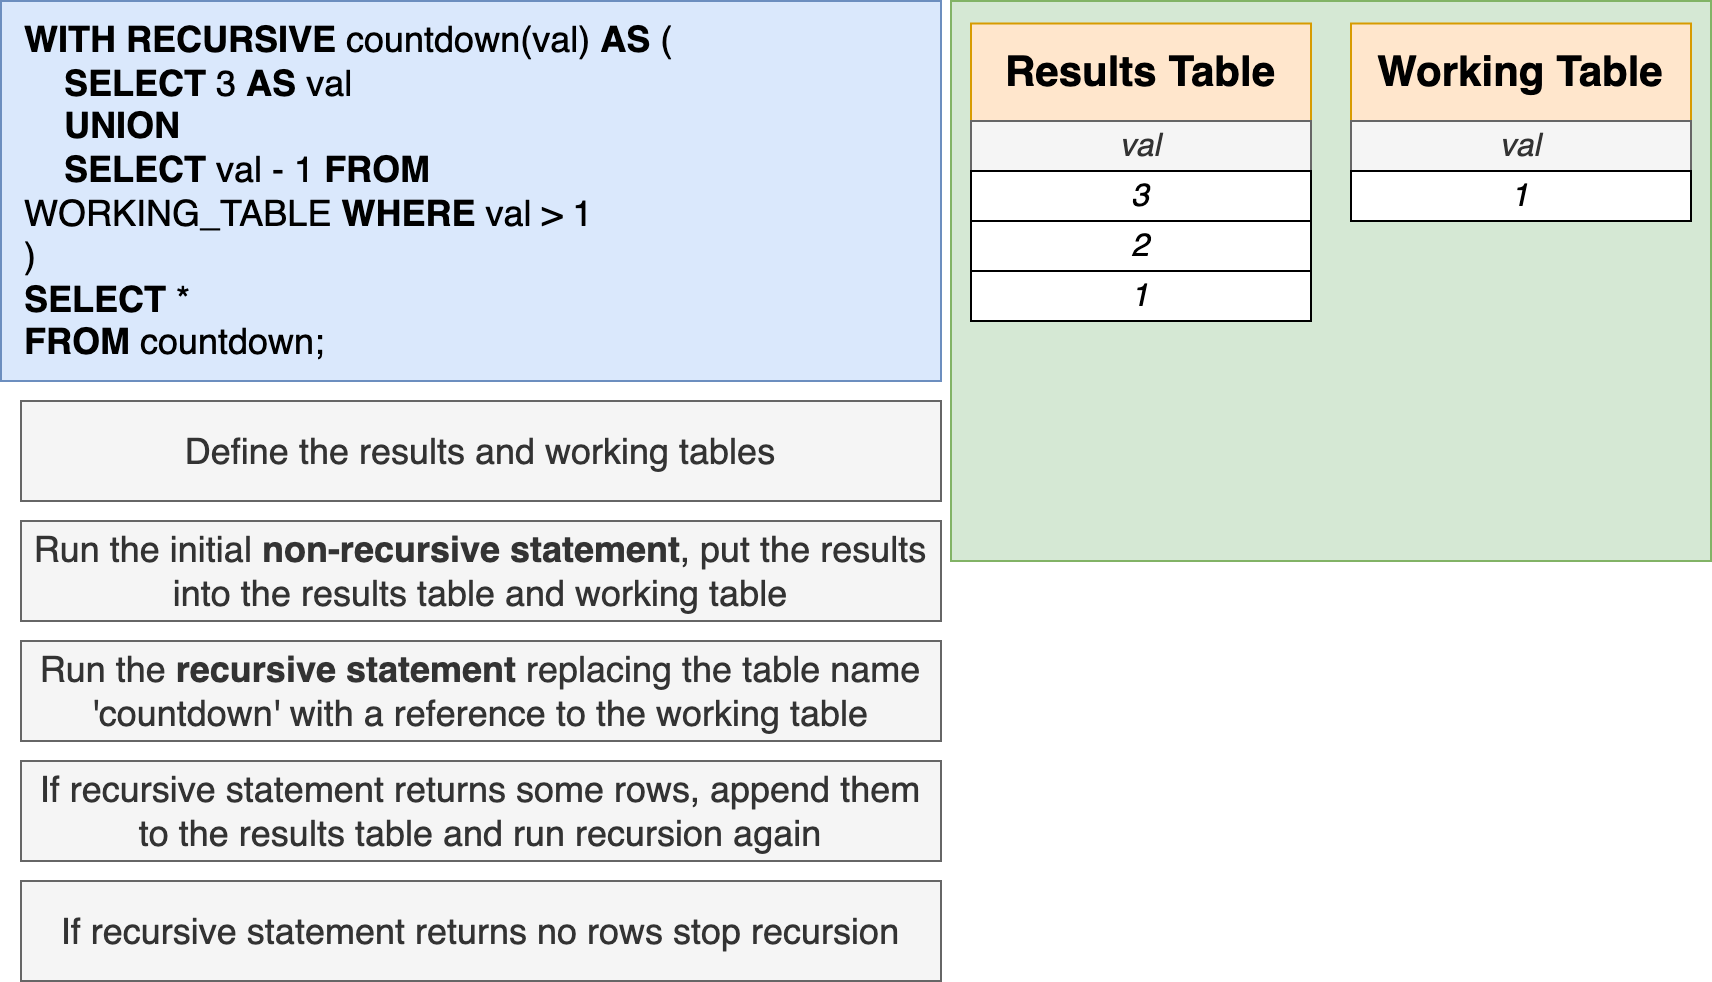 WITH RECURSIVE countdown(val) AS (
SELECT 3 AS val
UNION
SELECT val - 1 FROM
WORKING_TABLE WHERE val > 1
)
SELECT *
FROM countdown;
Define the results and working tables
Run the initial non-recursive statement, put the results
into the results table and working table
Run the recursive statement replacing the table name
'countdown' with a reference to the working table
If recursive statement returns some rows, append them
to the results table and run recursion again
If recursive statement returns no rows stop recursion
Results Table
val
3
2
1
Working Table
val
1